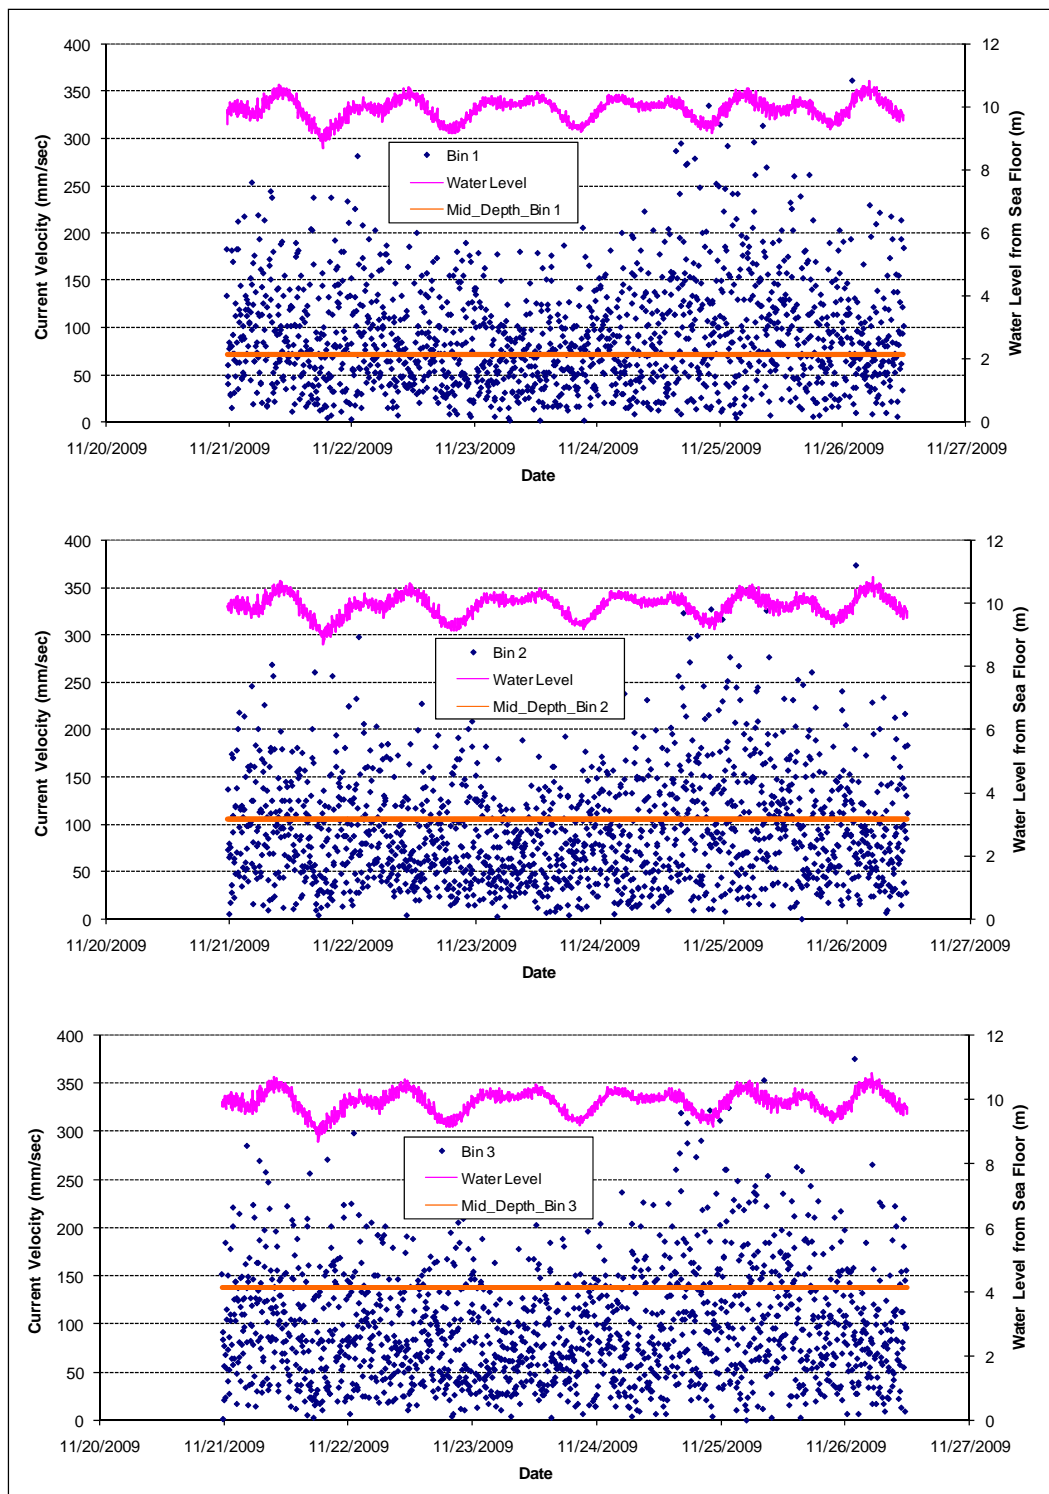 400
350
300
250
200
150
100
50
0
Current Velocity (mm/sec)
12
10
8
6
4
2
0
Water Level from Sea Floor (m)
Bin 1
Water Level
Mid_Depth_Bin 1
11/20/2009 11/21/2009 11/22/2009 11/23/2009 11/24/2009 11/25/2009 11/26/2009 11/27/2009
Date
400
350
300
250
200
150
100
50
0
Current Velocity (mm/sec)
12
10
8
6
4
2
0
Water Level from Sea Floor (m)
Bin 2
Water Level
Mid_Depth_Bin 2
11/20/2009 11/21/2009 11/22/2009 11/23/2009 11/24/2009 11/25/2009 11/26/2009 11/27/2009
Date
400
350
300
250
200
150
100
50
0
Current Velocity (mm/sec)
12
10
8
6
4
2
0
Water Level from Sea Floor (m)
Bin 3
Water Level
Mid_Depth_Bin 3
11/20/2009 11/21/2009 11/22/2009 11/23/2009 11/24/2009 11/25/2009 11/26/2009 11/27/2009
Date